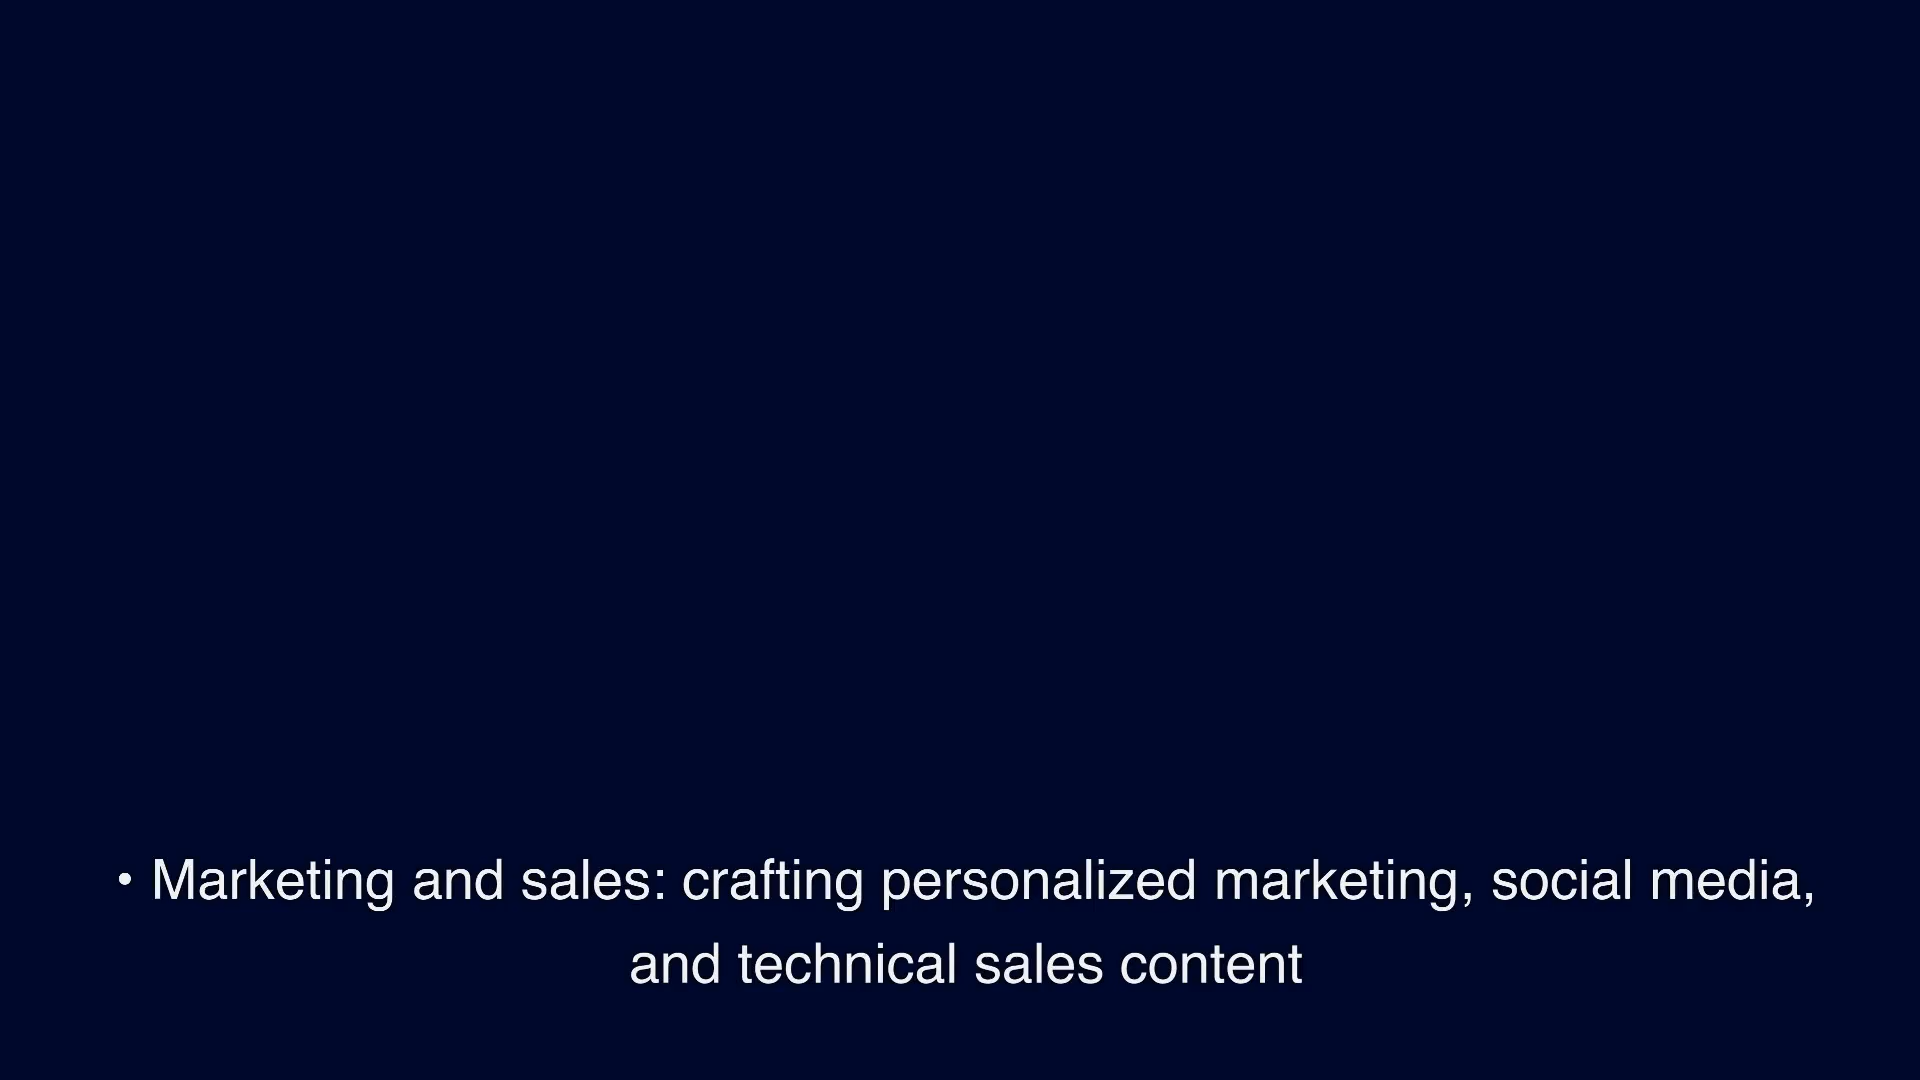 • Marketing and sales: crafting personalized marketing, social media,
and technical sales content